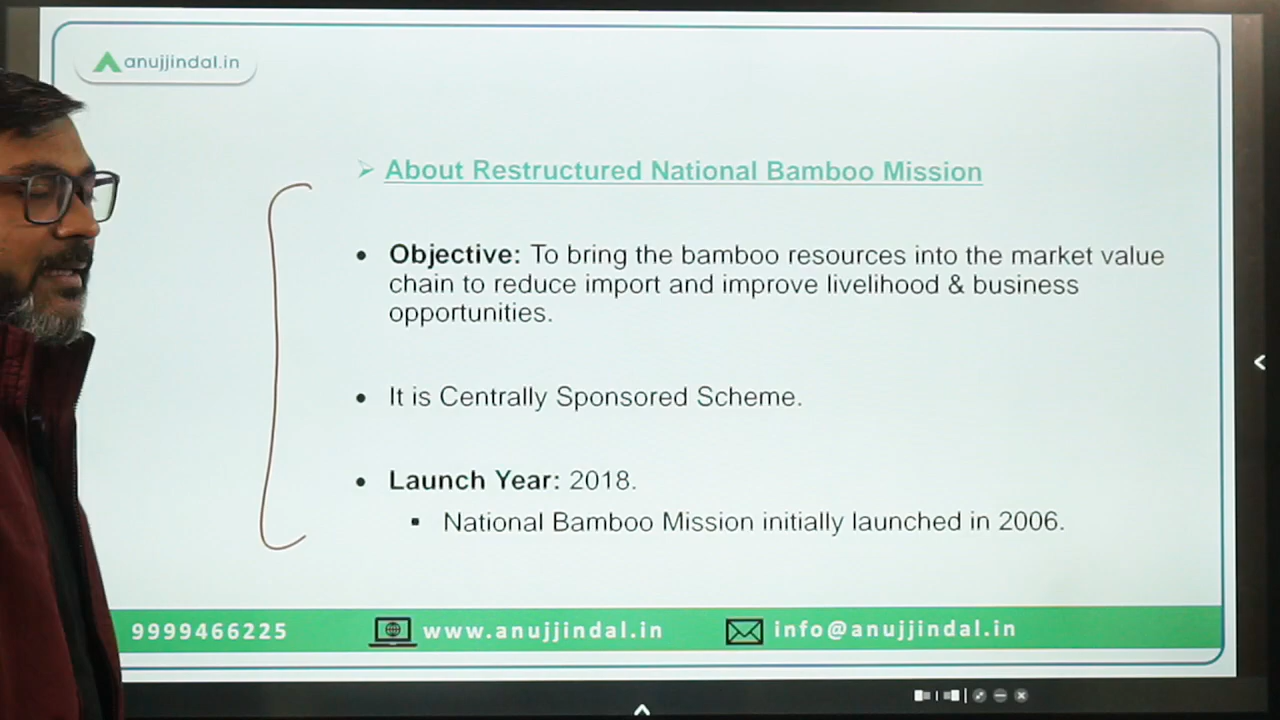 anujjindal.in
About Restructured National Bamboo Mission
Objective: To bring the bamboo resources into the market value
chain to reduce import and improve livelihood & business
opportunities.
It is Centrally Sponsored Scheme.
Launch Year: 2018.
National Bamboo Mission initially launched in 2006.
9999466225 www.anujjindal.in info@anujjindal.in